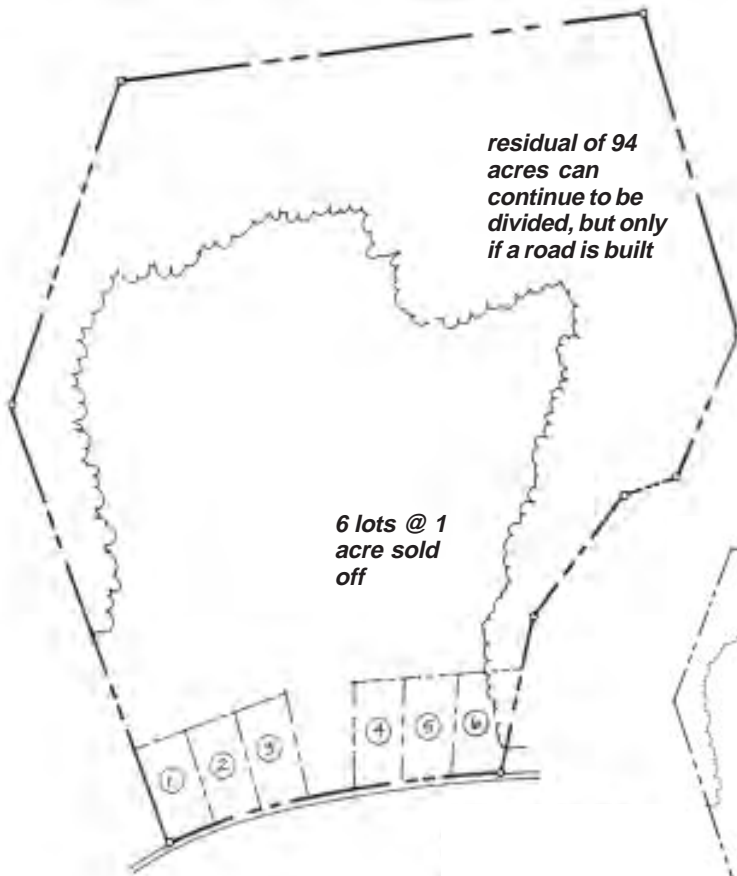 residual of 94
acres can
continue to be
divided, but only
if a road is built
6 lots @ 1
acre sold
off
1
2
3
4
5
6